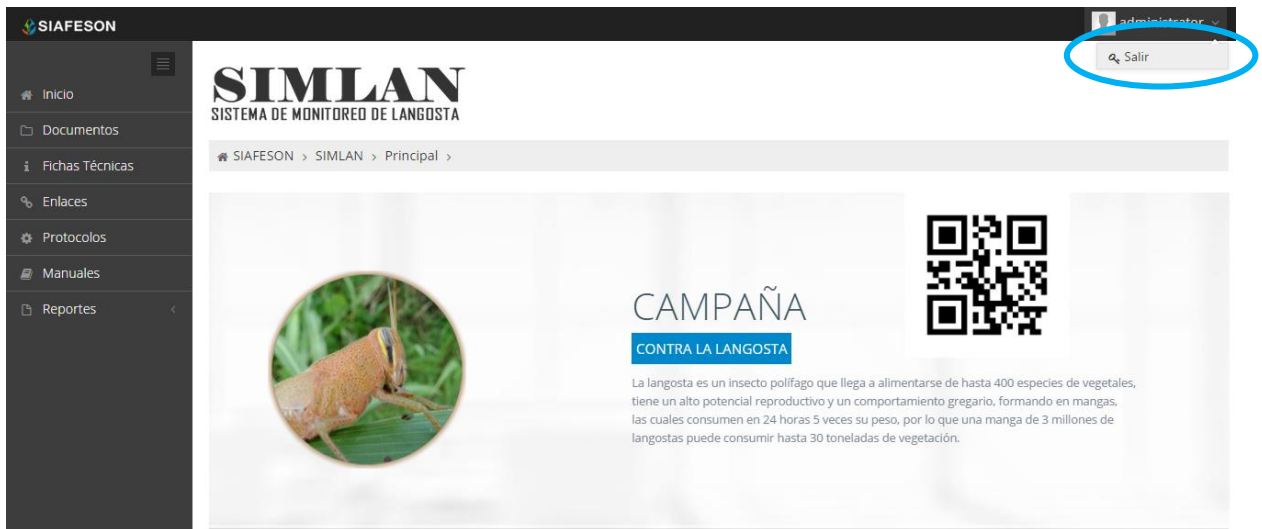 SIAFESON
administrator
Salir
Inicio
Documentos
Fichas Técnicas
Enlaces
Protocolos
Manuales
Reportes
SIMLAN
SISTEMA DE MONITOREO DE LANGOSTA
SIAFESON > SIMLAN > Principal >
CAMPAÑA
CONTRA LA LANGOSTA
La langosta es un insecto polífago que llega a alimentarse de hasta 400 especies de vegetales,
tiene un alto potencial reproductivo y un comportamiento gregario, formando en mangas,
las cuales consumen en 24 horas 5 veces su peso, por lo que una manga de 3 millones de
langostas puede consumir hasta 30 toneladas de vegetación.